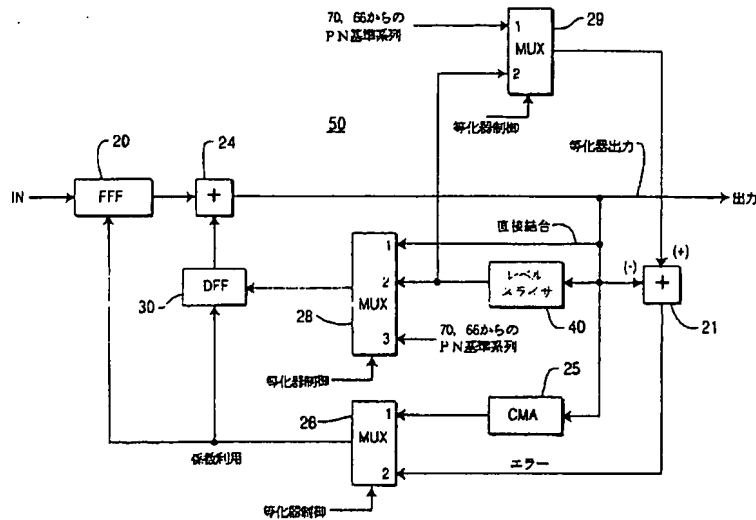 70, 66からの
PN基準系列
1
MUX
2
29
等化器制御
50
20
24
等化器出力
IN
FFF
+
出力
直接結合
1
(+)
DFF
2
レベル
スライサ
(-)
+
30
28
MUX
40
21
3
70, 66からの
PN基準系列
等化器制御
25
26
1
CMA
MUX
係数利用
2
エラー
等化器制御